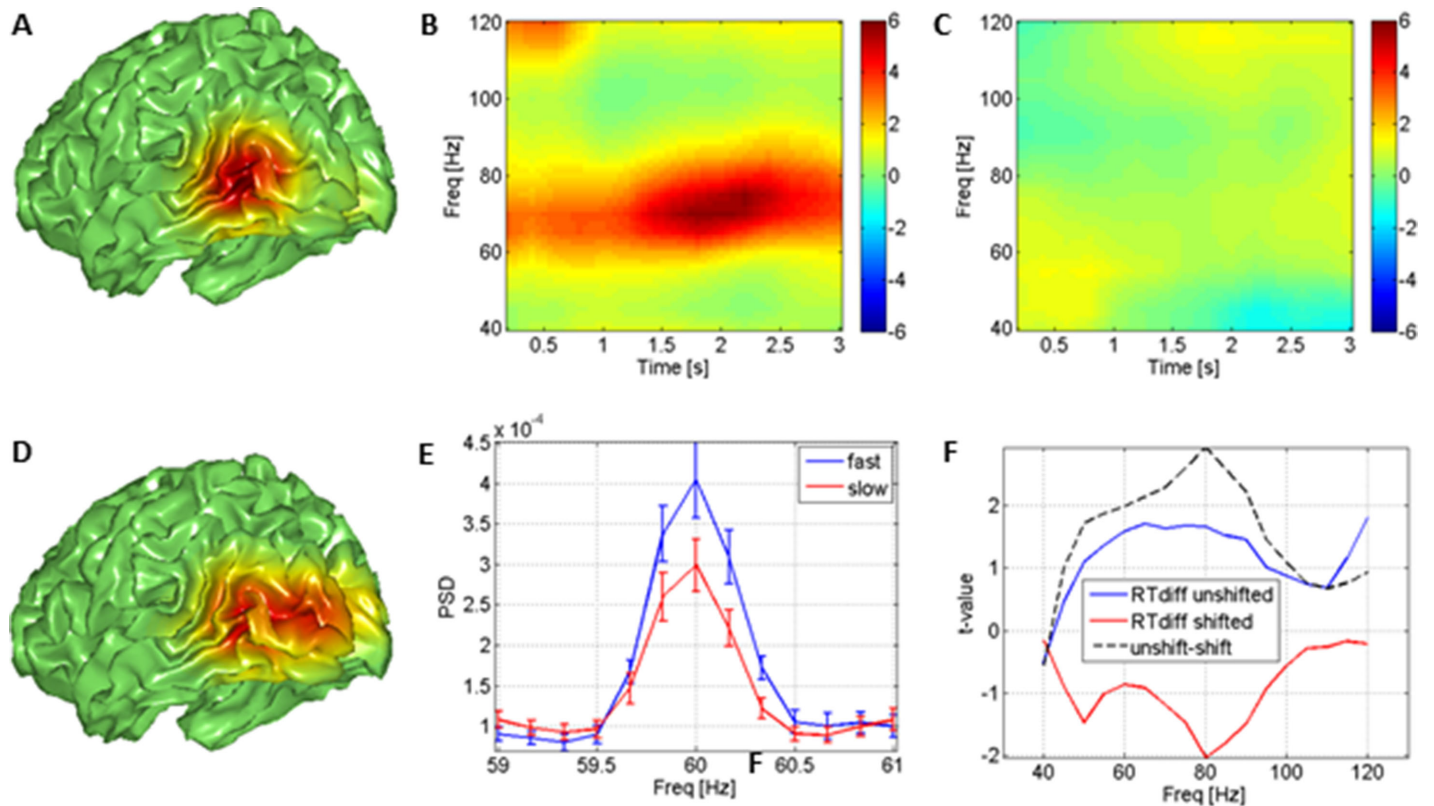 A
B
C
120
100
80
60
40
Freq [Hz]
0.5 1 1.5 2 2.5 3
Time [s]
6
4
2
0
-2
-4
-6
120
100
80
60
40
Freq [Hz]
0.5 1 1.5 2 2.5 3
Time [s]
6
4
2
0
-2
-4
-6
D
E
F
x 10-4
4.5
4
3.5
3
2.5
2
1.5
1
PSD
fast
slow
59 59.5 60 60.5 61
F
Freq [Hz]
2
1
0
-1
-2
t-value
RTdiff unshifted
RTdiff shifted
unshift-shift
40 60 80 100 120
Freq [Hz]